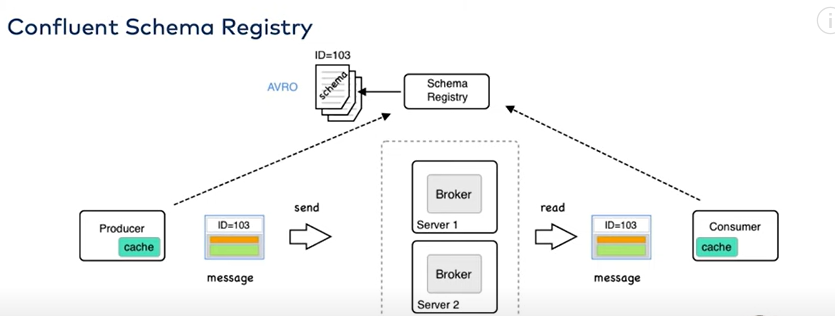 Confluent Schema Registry
i
ID=103
AVRO
schema
Schema
Registry
Producer
cache
ID=103
message
send
Broker
Server 1
Broker
Server 2
read
ID=103
message
Consumer
cache